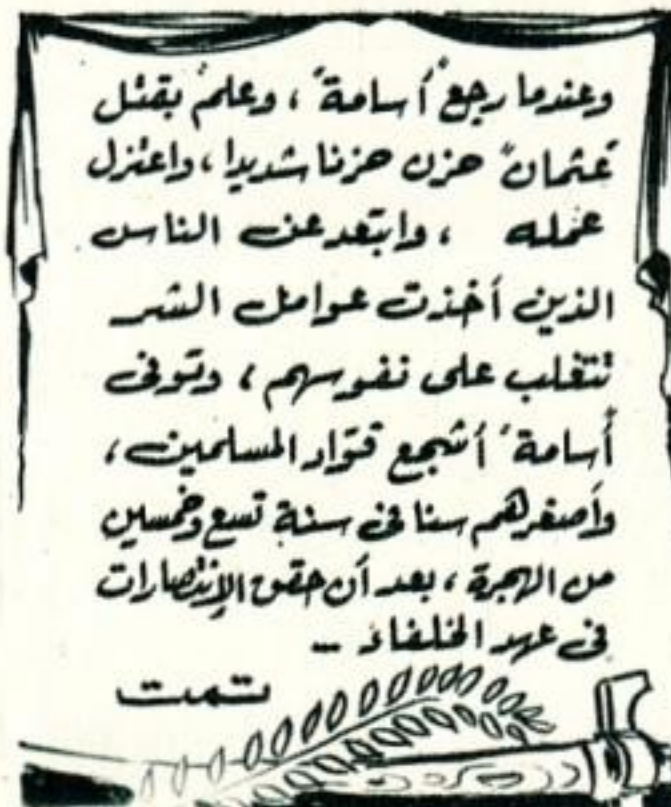 وعندما رجع "أسامة"، وعلم بقتل
"عثمان" حزن حزنا شديدا، واعتزل
عمله ، وابتعد عن الناس
الذين أخذت عوامل الشر
تتغلب على نفوسهم، وتوفى
"أسامة" أشجع قواد المسلمين،
وأصغرهم سنا فى سنة تسع وخمسين
من الهجرة، بعد أن حقق الإنتصارات
فى عهد الخلفاء ...
تمت